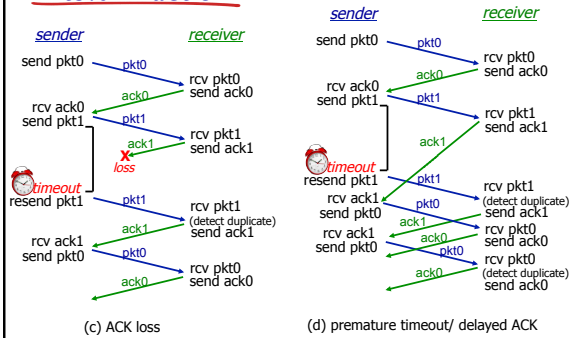 sender
receiver
send pkt0
pkt0
rcv pkt0
send ack0
ack0
rcv ack0
send pkt1
pkt1
rcv pkt1
send ack1
ack1
X
loss
timeout
resend pkt1
pkt1
rcv pkt1
(detect duplicate)
send ack1
ack1
rcv ack1
send pkt0
pkt0
rcv pkt0
send ack0
ack0
(c) ACK loss
sender
receiver
send pkt0
pkt0
rcv pkt0
send ack0
ack0
rcv ack0
send pkt1
pkt1
rcv pkt1
send ack1
ack1
timeout
resend pkt1
pkt1
rcv pkt1
(detect duplicate)
send ack1
rcv ack1
send pkt0
pkt0
ack1
rcv pkt0
send ack0
rcv ack1
send pkt0
ack0
pkt0
rcv pkt0
(detect duplicate)
send ack0
ack0
(d) premature timeout/ delayed ACK